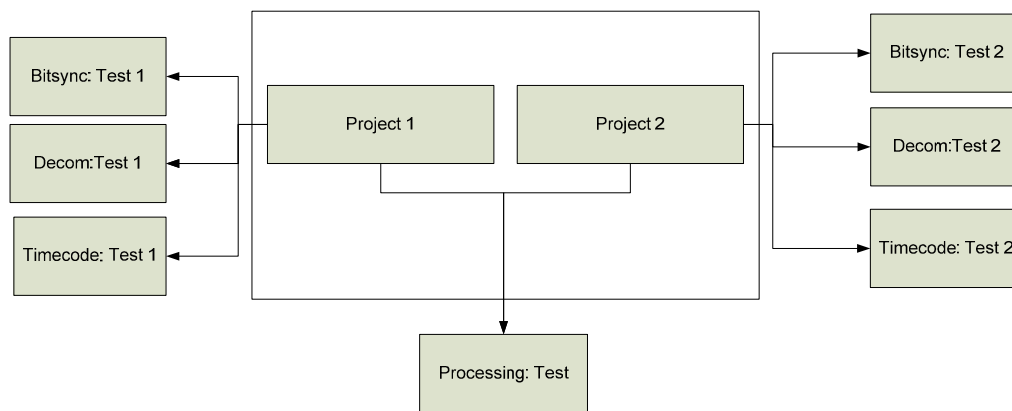 Bitsync: Test 1
Decom:Test 1
Timecode: Test 1
Project 1
Project 2
Bitsync: Test 2
Decom:Test 2
Timecode: Test 2
Processing: Test